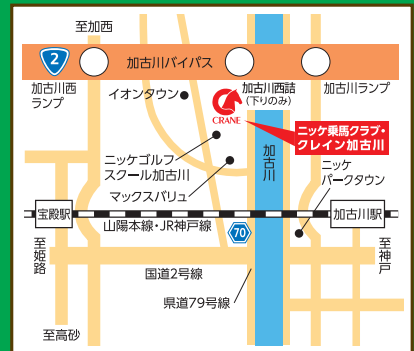 至加西
2
加古川バイパス
加古川西
ランプ
加古川西詰
(下りのみ)
加古川ランプ
イオンタウン
CRANE
ニッケ乗馬クラブ・
クレイン加古川
加古川
ニッケゴルフ
スクール加古川
マックスバリュ
ニッケ
パークタウン
宝殿駅
加古川駅
山陽本線・JR神戸線
70
至姫路
至神戸
国道2号線
県道79号線
至高砂